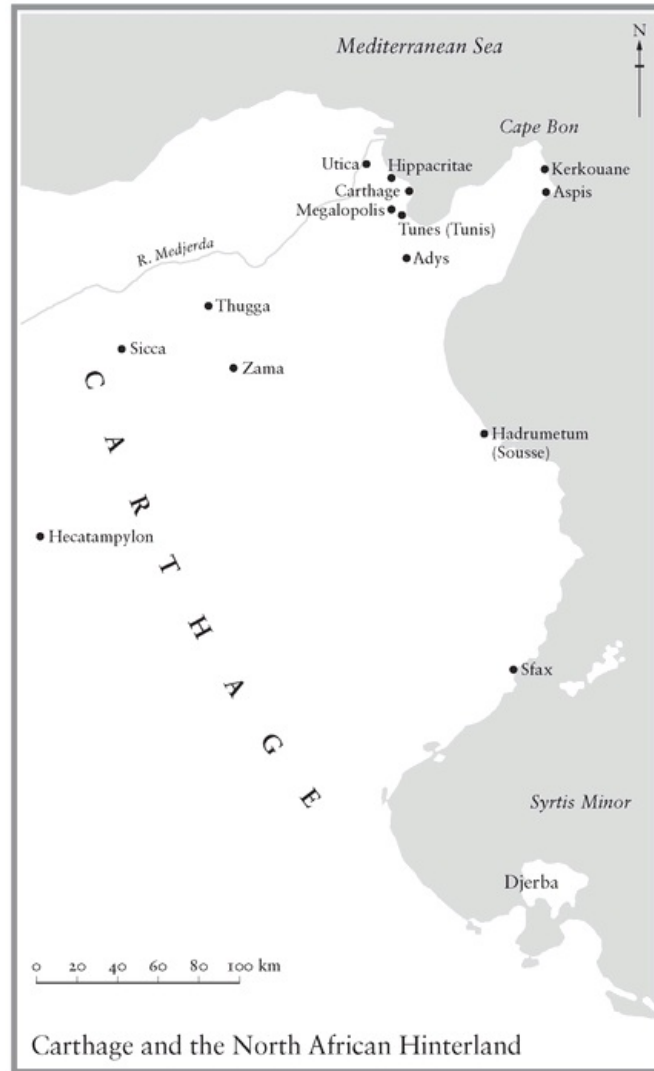 Mediterranean Sea
N
Cape Bon
Utica
Hippacritae
Kerkouane
Carthage
Aspis
Megalopolis
Tunes (Tunis)
R. Medjerda
Adys
Thugga
Sicca
Zama
CARTHAGE
Hadrumetum
(Sousse)
Hecatampylon
Sfax
Syrtis Minor
Djerba
0 20 40 60 80 100 km
Carthage and the North African Hinterland